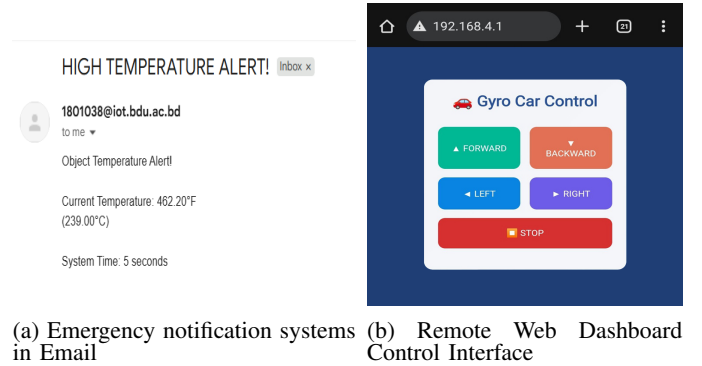 HIGH TEMPERATURE ALERT! Inbox x
1801038@iot.bdu.ac.bd
to me ▾
Object Temperature Alert!
Current Temperature: 462.20°F
(239.00°C)
System Time: 5 seconds
192.168.4.1
21
Gyro Car Control
▲ FORWARD
▼
BACKWARD
◄ LEFT
► RIGHT
STOP
(a) Emergency notification systems
in Email
(b) Remote Web Dashboard
Control Interface